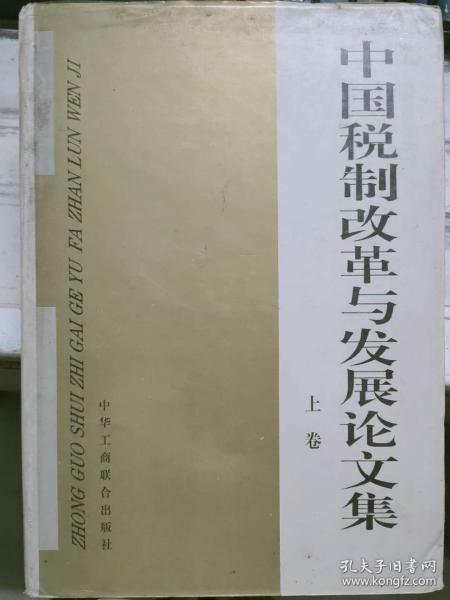 中国税制改革与发展论文集
上卷
中华工商联合出版社
ZHONG GUO SHUI ZHI GAI GE YU FA ZHAN LUN WEN JI
孔夫子旧书网
www.kongfz.com